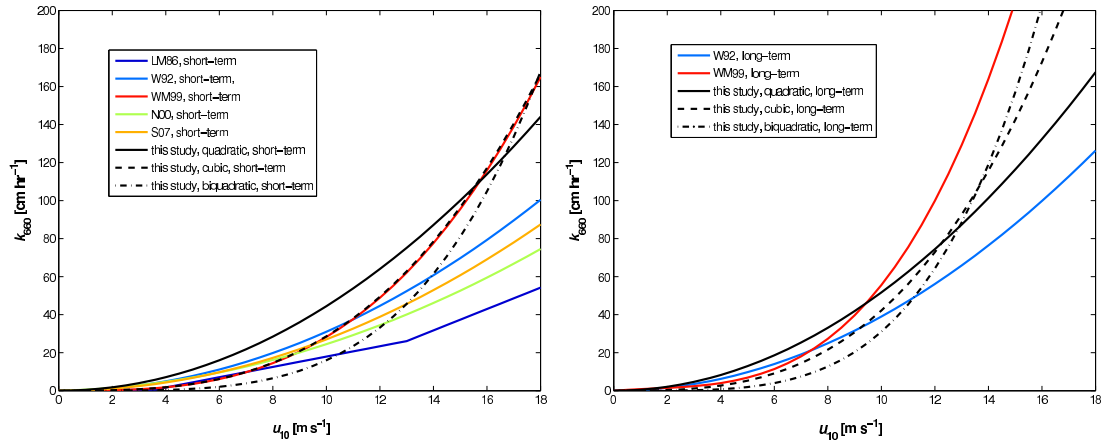 200
180
160
140
120
100
80
60
40
20
0
k660 [cm hr−1]
LM86, short−term
W92, short−term,
WM99, short−term
N00, short−term
S07, short−term
this study, quadratic, short−term
this study, cubic, short−term
this study, biquadratic, short−term
0 2 4 6 8 10 12 14 16 18
u10 [m s−1]
200
180
160
140
120
100
80
60
40
20
0
k660 [cm hr−1]
W92, long−term
WM99, long−term
this study, quadratic, long−term
this study, cubic, long−term
this study, biquadratic, long−term
0 2 4 6 8 10 12 14 16 18
u10 [m s−1]